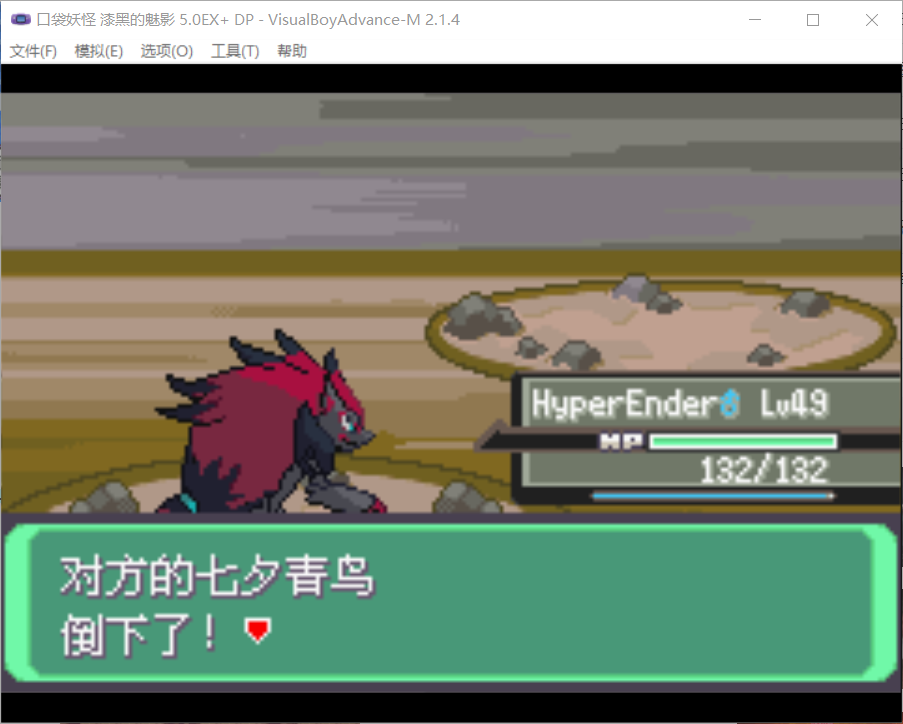 口袋妖怪 漆黑的魅影 5.0EX+ DP - VisualBoyAdvance-M 2.1.4
文件(F) 模拟(E) 选项(O) 工具(T) 帮助
HyperEnder♂ Lv49
HP
132/132
对方的七夕青鸟
倒下了！